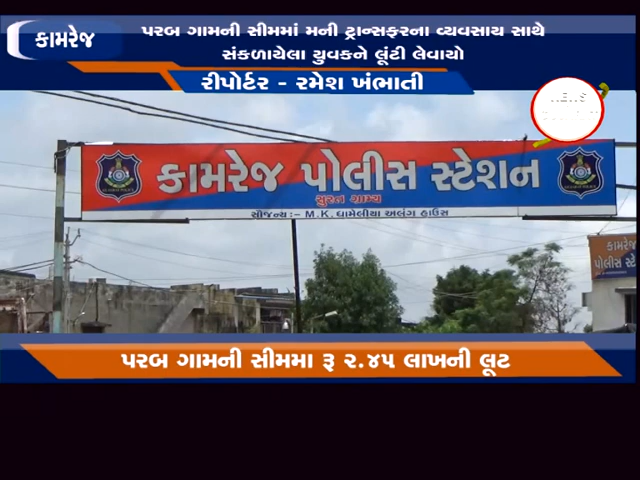 કામરેજ
પરબ ગામની સીમમાં મની ટ્રાન્સફરના વ્યવસાય સાથે
સંકળાયેલા યુવકને લૂંટી લેવાયો
રીપોર્ટર - રમેશ ખંભાતી
NEWS
કામરેજ પોલીસ સ્ટેશન
સુરત ગ્રામ્ય
સૌજન્ય :- M.K. ધામેલીયા અલંગ હાઉસ
કામરેજ
પોલીસ સ્ટે
પરબ ગામની સીમમા રૂ ૨.૪૫ લાખની લૂટ